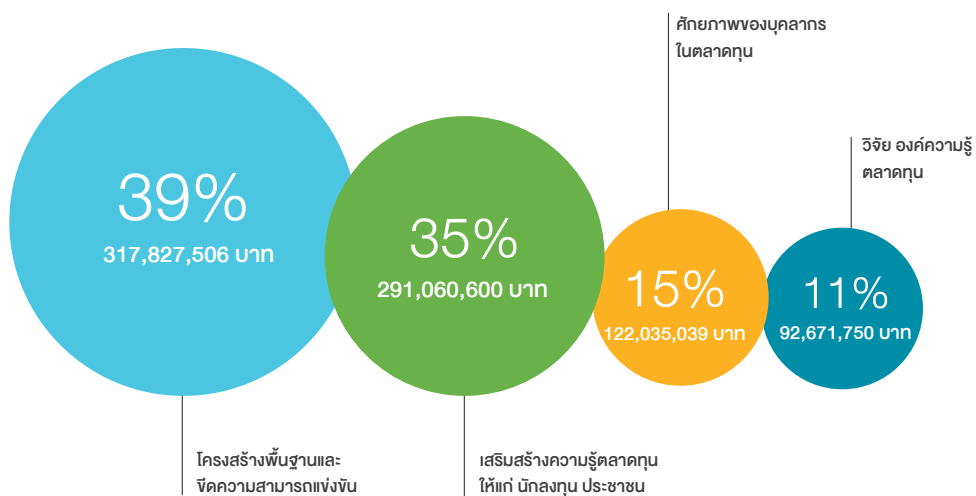 ศักยภาพของบุคลากร
ในตลาดทุน
วิจัย องค์ความรู้
ตลาดทุน
39%
317,827,506 บาท
35%
291,060,600 บาท
15%
122,035,039 บาท
11%
92,671,750 บาท
โครงสร้างพื้นฐานและ
ขีดความสามารถแข่งขัน
เสริมสร้างความรู้ตลาดทุน
ให้แก่ นักลงทุน ประชาชน